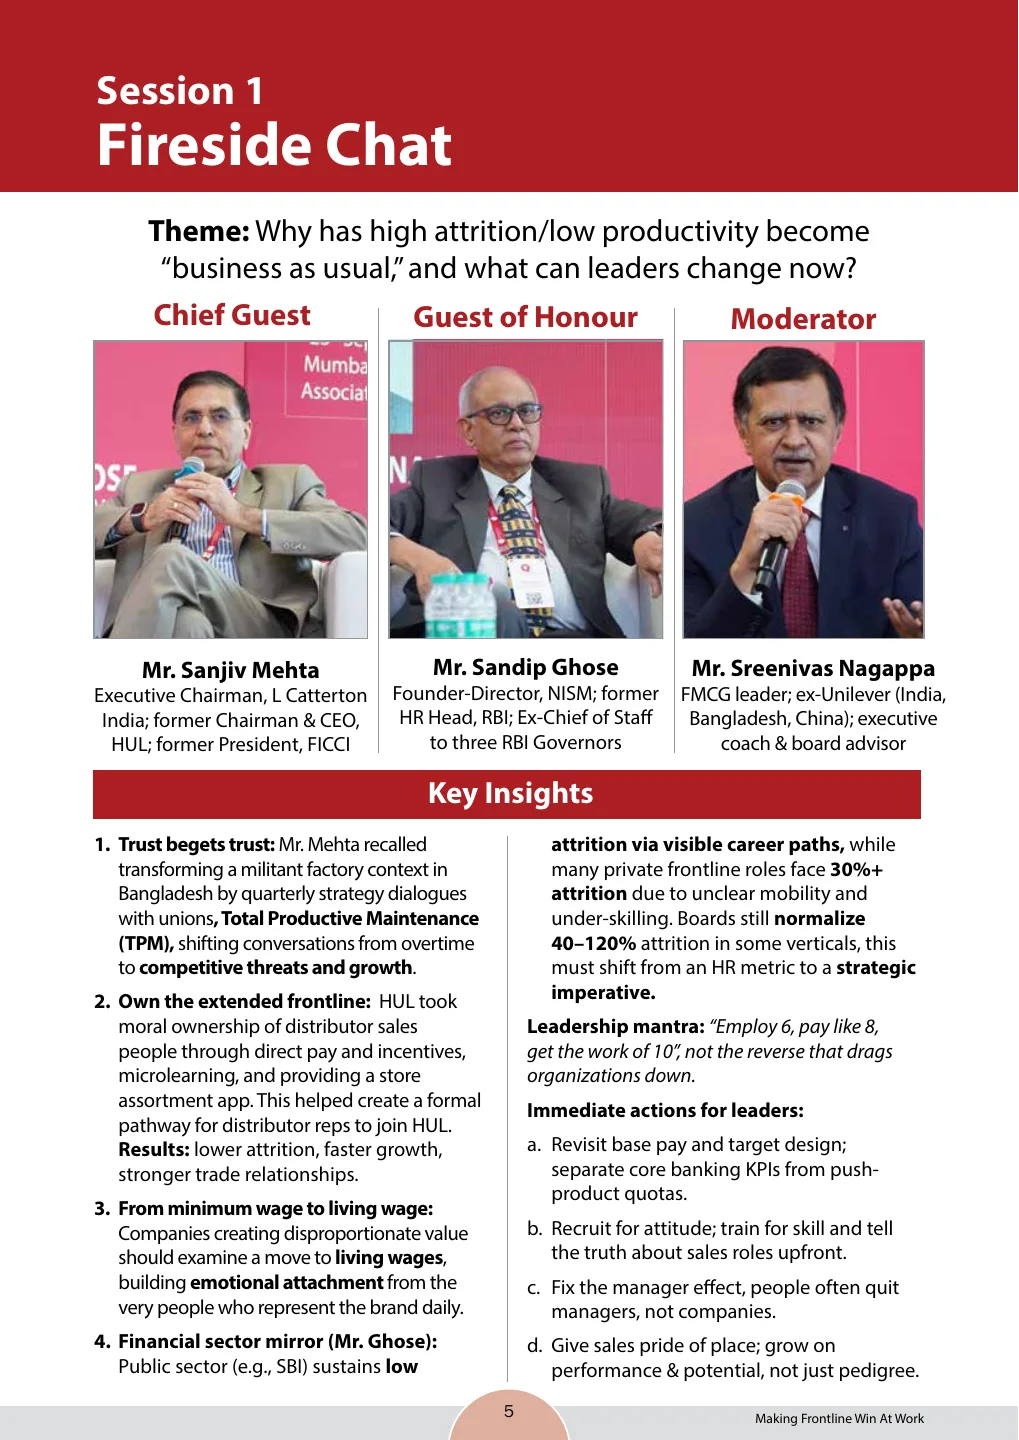 Session 1
Fireside Chat
Theme: Why has high attrition/low productivity become
“business as usual,” and what can leaders change now?
Chief Guest
Guest of Honour
Moderator
Mumba
Associat
OSE
NA
Mr. Sanjiv Mehta
Executive Chairman, L Catterton
India; former Chairman & CEO,
HUL; former President, FICCI
Mr. Sandip Ghose
Founder-Director, NISM; former
HR Head, RBI; Ex-Chief of Staff
to three RBI Governors
Mr. Sreenivas Nagappa
FMCG leader; ex-Unilever (India,
Bangladesh, China); executive
coach & board advisor
Key Insights
1. Trust begets trust: Mr. Mehta recalled
transforming a militant factory context in
Bangladesh by quarterly strategy dialogues
with unions, Total Productive Maintenance
(TPM), shifting conversations from overtime
to competitive threats and growth.
2. Own the extended frontline: HUL took
moral ownership of distributor sales
people through direct pay and incentives,
microlearning, and providing a store
assortment app. This helped create a formal
pathway for distributor reps to join HUL.
Results: lower attrition, faster growth,
stronger trade relationships.
3. From minimum wage to living wage:
Companies creating disproportionate value
should examine a move to living wages,
building emotional attachment from the
very people who represent the brand daily.
4. Financial sector mirror (Mr. Ghose):
Public sector (e.g., SBI) sustains low
attrition via visible career paths, while
many private frontline roles face 30%+
attrition due to unclear mobility and
under-skilling. Boards still normalize
40–120% attrition in some verticals, this
must shift from an HR metric to a strategic
imperative.
Leadership mantra: “Employ 6, pay like 8,
get the work of 10”, not the reverse that drags
organizations down.
Immediate actions for leaders:
a. Revisit base pay and target design;
separate core banking KPIs from push-
product quotas.
b. Recruit for attitude; train for skill and tell
the truth about sales roles upfront.
c. Fix the manager effect, people often quit
managers, not companies.
d. Give sales pride of place; grow on
performance & potential, not just pedigree.
5
Making Frontline Win At Work